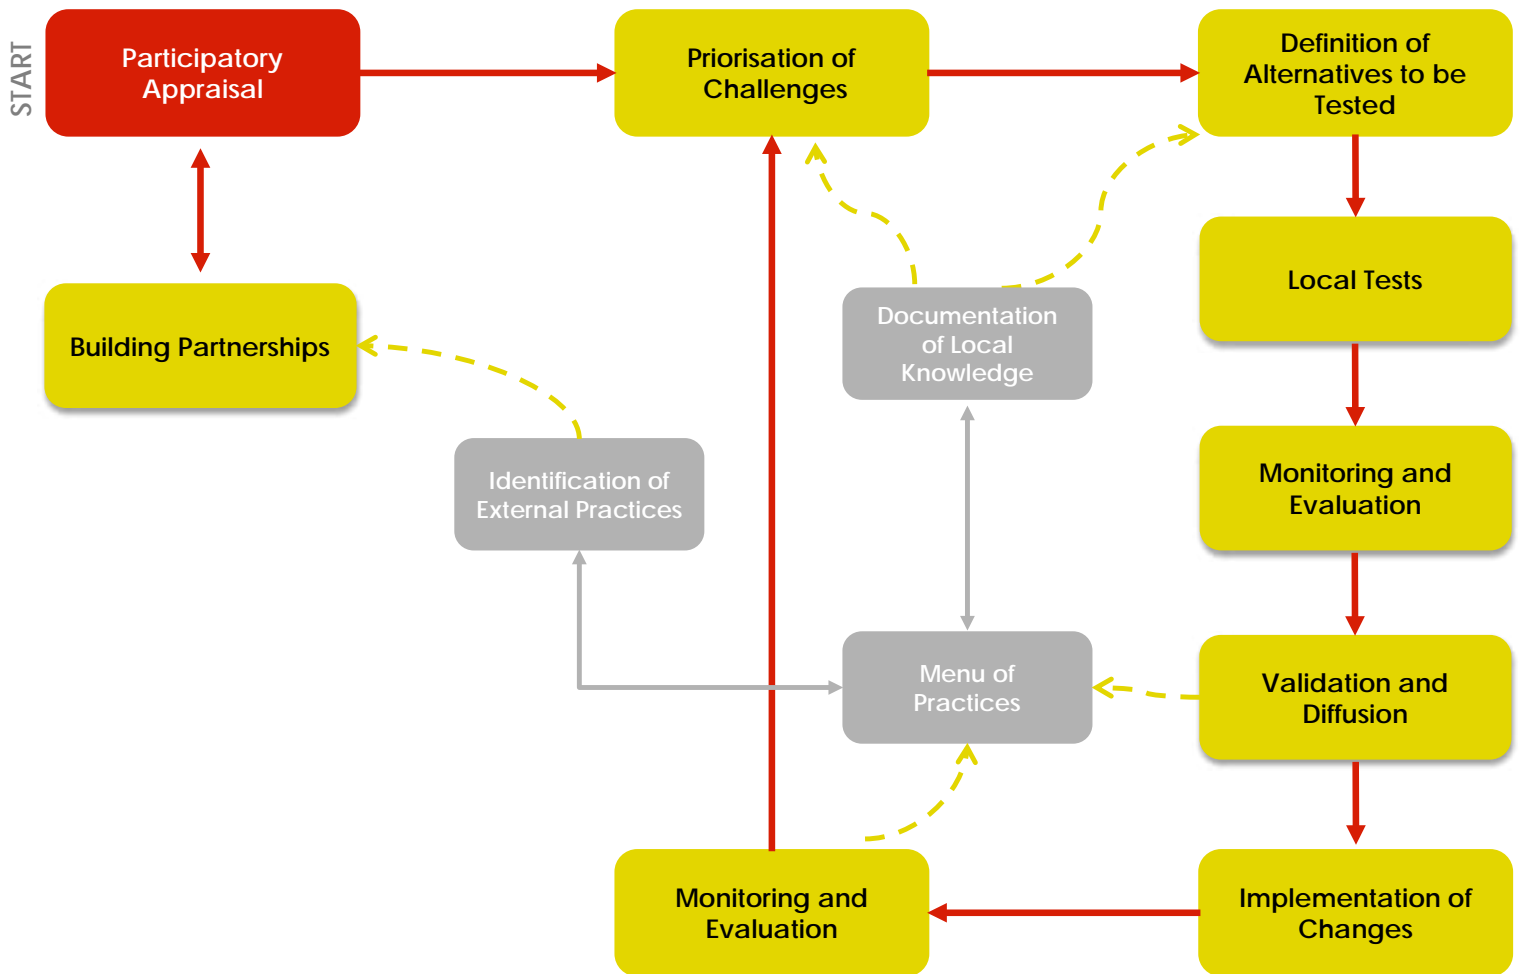 START
Participatory
Appraisal
Priorisation of
Challenges
Definition of
Alternatives to be
Tested
Local Tests
Building Partnerships
Documentation
of Local
Knowledge
Identification of
External Practices
Monitoring and
Evaluation
Menu of
Practices
Validation and
Diffusion
Monitoring and
Evaluation
Implementation of
Changes